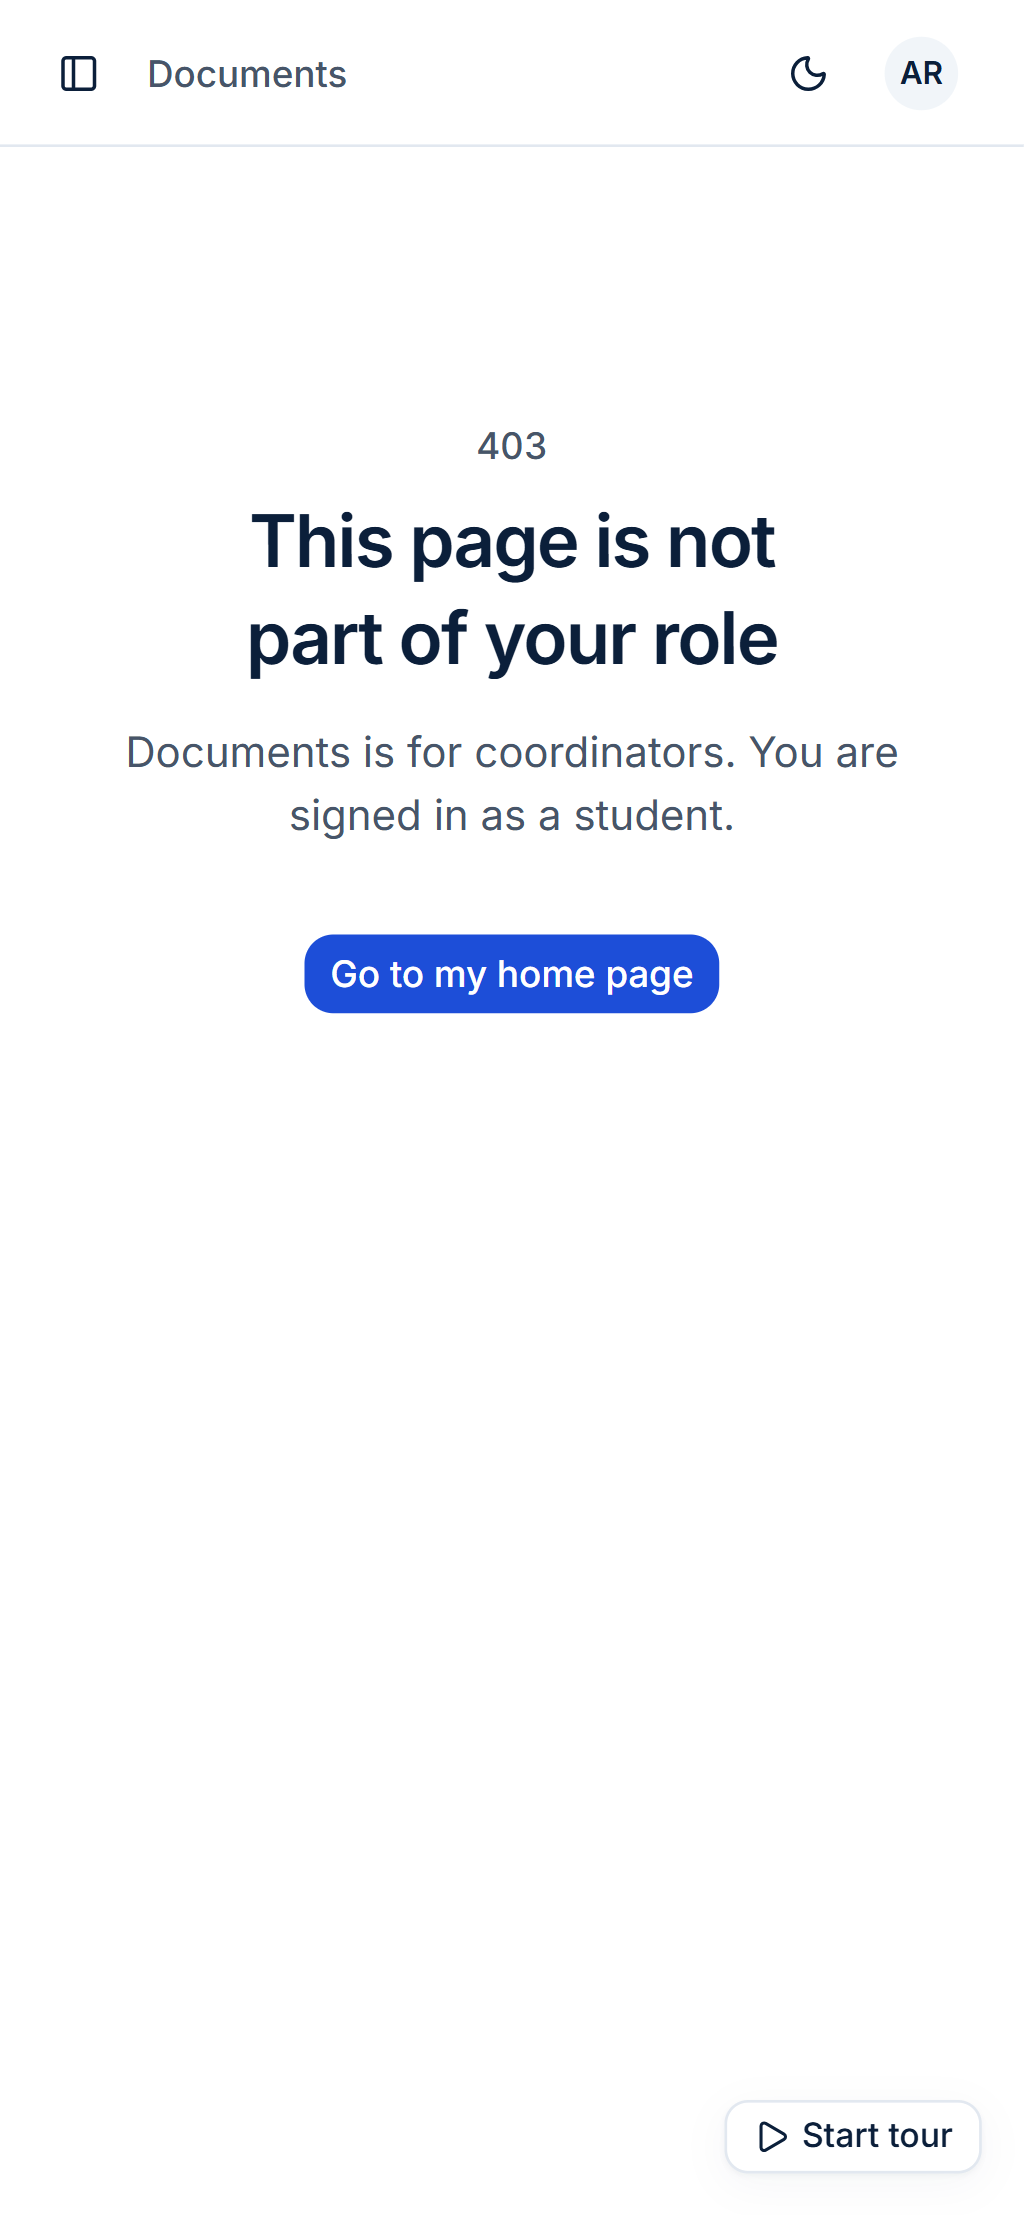 Documents
AR
403
This page is not
part of your role
Documents is for coordinators. You are
signed in as a student.
Go to my home page
Start tour